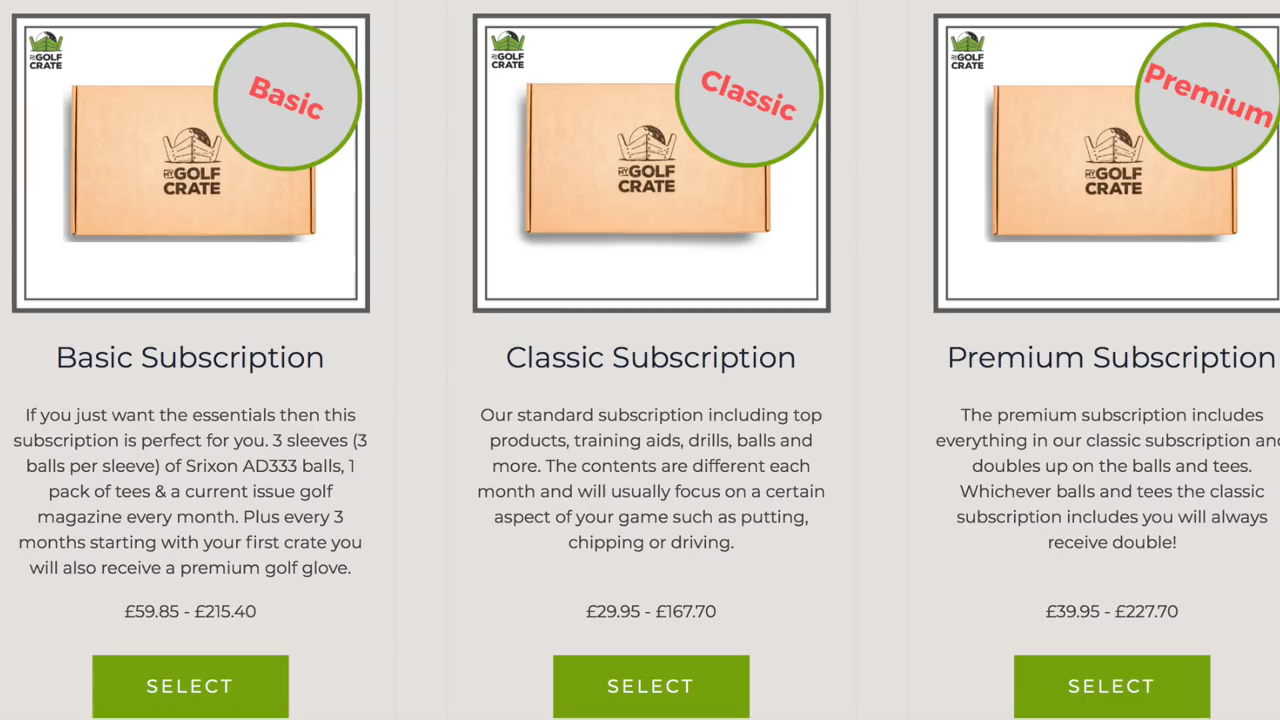 MY GOLF
CRATE
Basic
MY GOLF
CRATE
Basic Subscription
If you just want the essentials then this
subscription is perfect for you. 3 sleeves (3
balls per sleeve) of Srixon AD333 balls, 1
pack of tees & a current issue golf
magazine every month. Plus every 3
months starting with your first crate you
will also receive a premium golf glove.
£59.85 - £215.40
SELECT
MY GOLF
CRATE
Classic
MY GOLF
CRATE
Classic Subscription
Our standard subscription including top
products, training aids, drills, balls and
more. The contents are different each
month and will usually focus on a certain
aspect of your game such as putting,
chipping or driving.
£29.95 - £167.70
SELECT
MY GOLF
CRATE
Premium
MY GOLF
CRATE
Premium Subscription
The premium subscription includes
everything in our classic subscription and
doubles up on the balls and tees.
Whichever balls and tees the classic
subscription includes you will always
receive double!
£39.95 - £227.70
SELECT